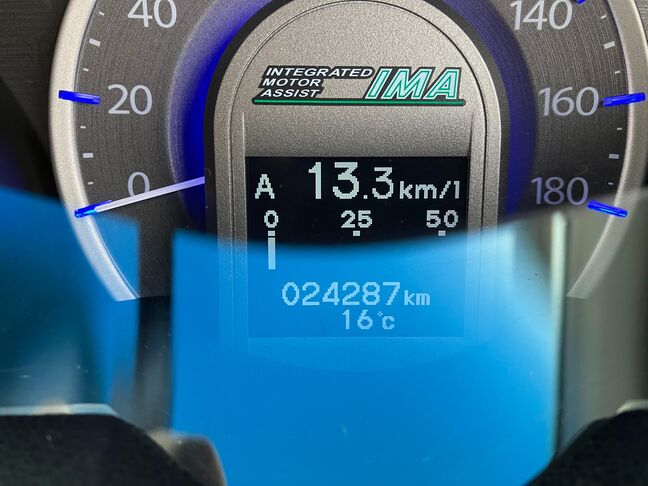 40
20
0
INTEGRATED
MOTOR
ASSIST
IMA
140
160
180
A 13.3km/l
0 25 50
024287km
16°c